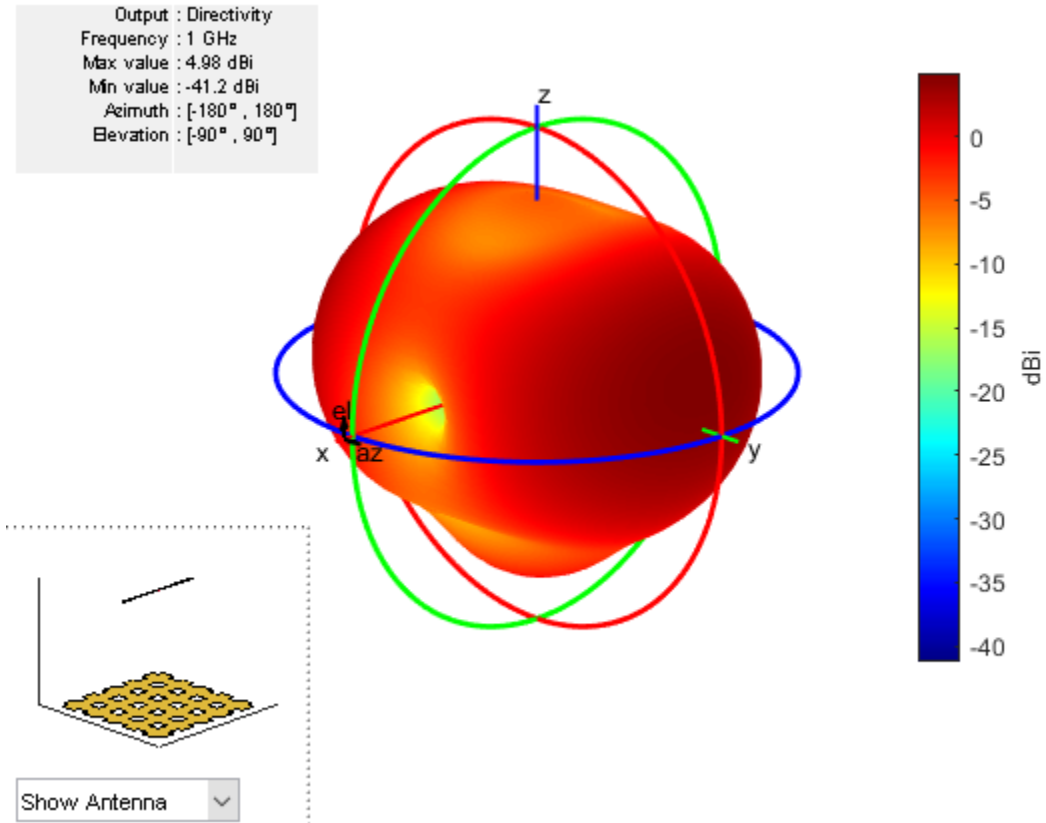 Output : Directivity
Frequency : 1 GHz
Max value : 4.98 dBi
Min value : -41.2 dBi
Azimuth : [-180° , 180°]
Elevation : [-90° , 90°]
z
0
-5
-10
-15
-20
-25
-30
-35
-40
dBi
el
x
az
y
Show Antenna